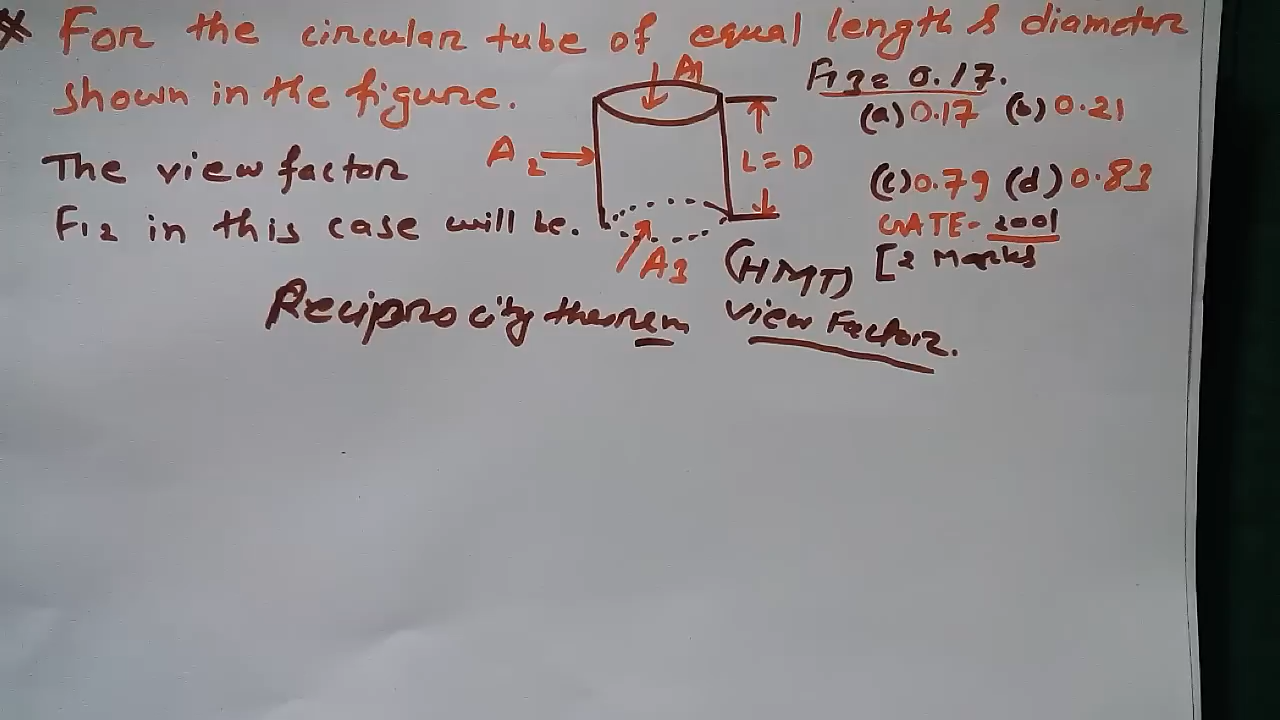 * For the circular tube of equal length & diameter
shown in the figure.
A1
F13 = 0.17.
(a) 0.17 (b) 0.21
The view factor
A2
L = D
(c) 0.79 (d) 0.83
F12 in this case will be.
GATE-2001
A3
(HMT)
[2 Marks
Reciprocity theorem
view Factor.